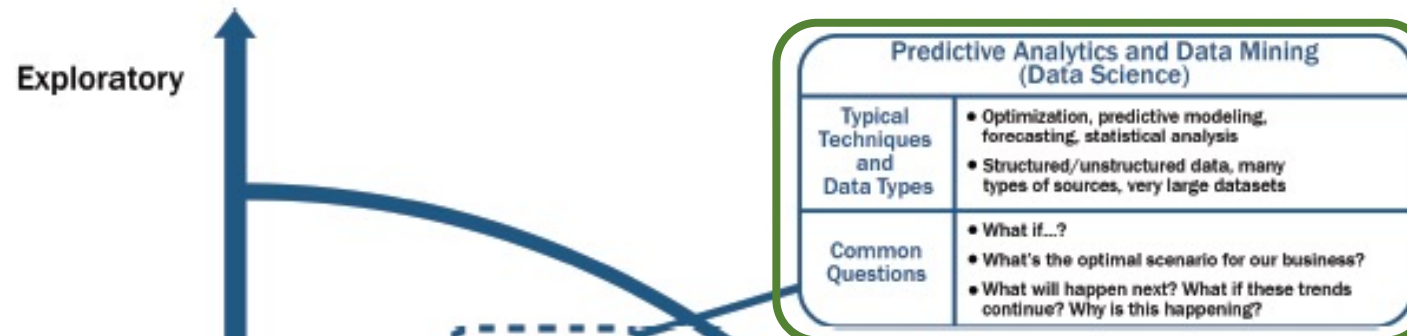 Exploratory
Predictive Analytics and Data Mining
(Data Science)
Typical
Techniques
and
Data Types
• Optimization, predictive modeling,
forecasting, statistical analysis
• Structured/unstructured data, many
types of sources, very large datasets
Common
Questions
• What if...?
• What's the optimal scenario for our business?
• What will happen next? What if these trends
continue? Why is this happening?